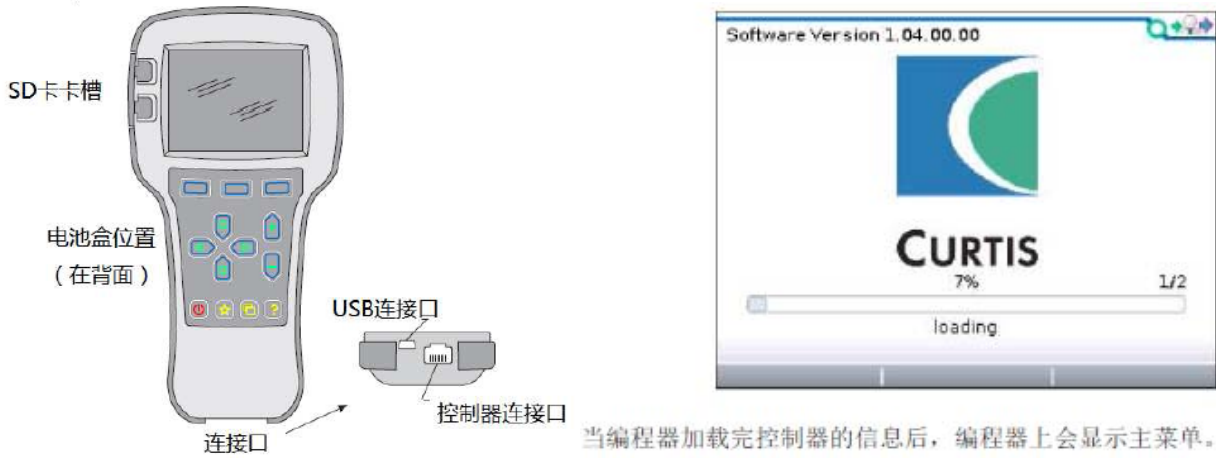 SD卡卡槽
电池盒位置
（在背面）
USB连接口
控制器连接口
连接口
?
Software Version 1.04.00.00
CURTIS
7%
1/2
loading
当编程器加载完控制器的信息后，编程器上会显示主菜单。